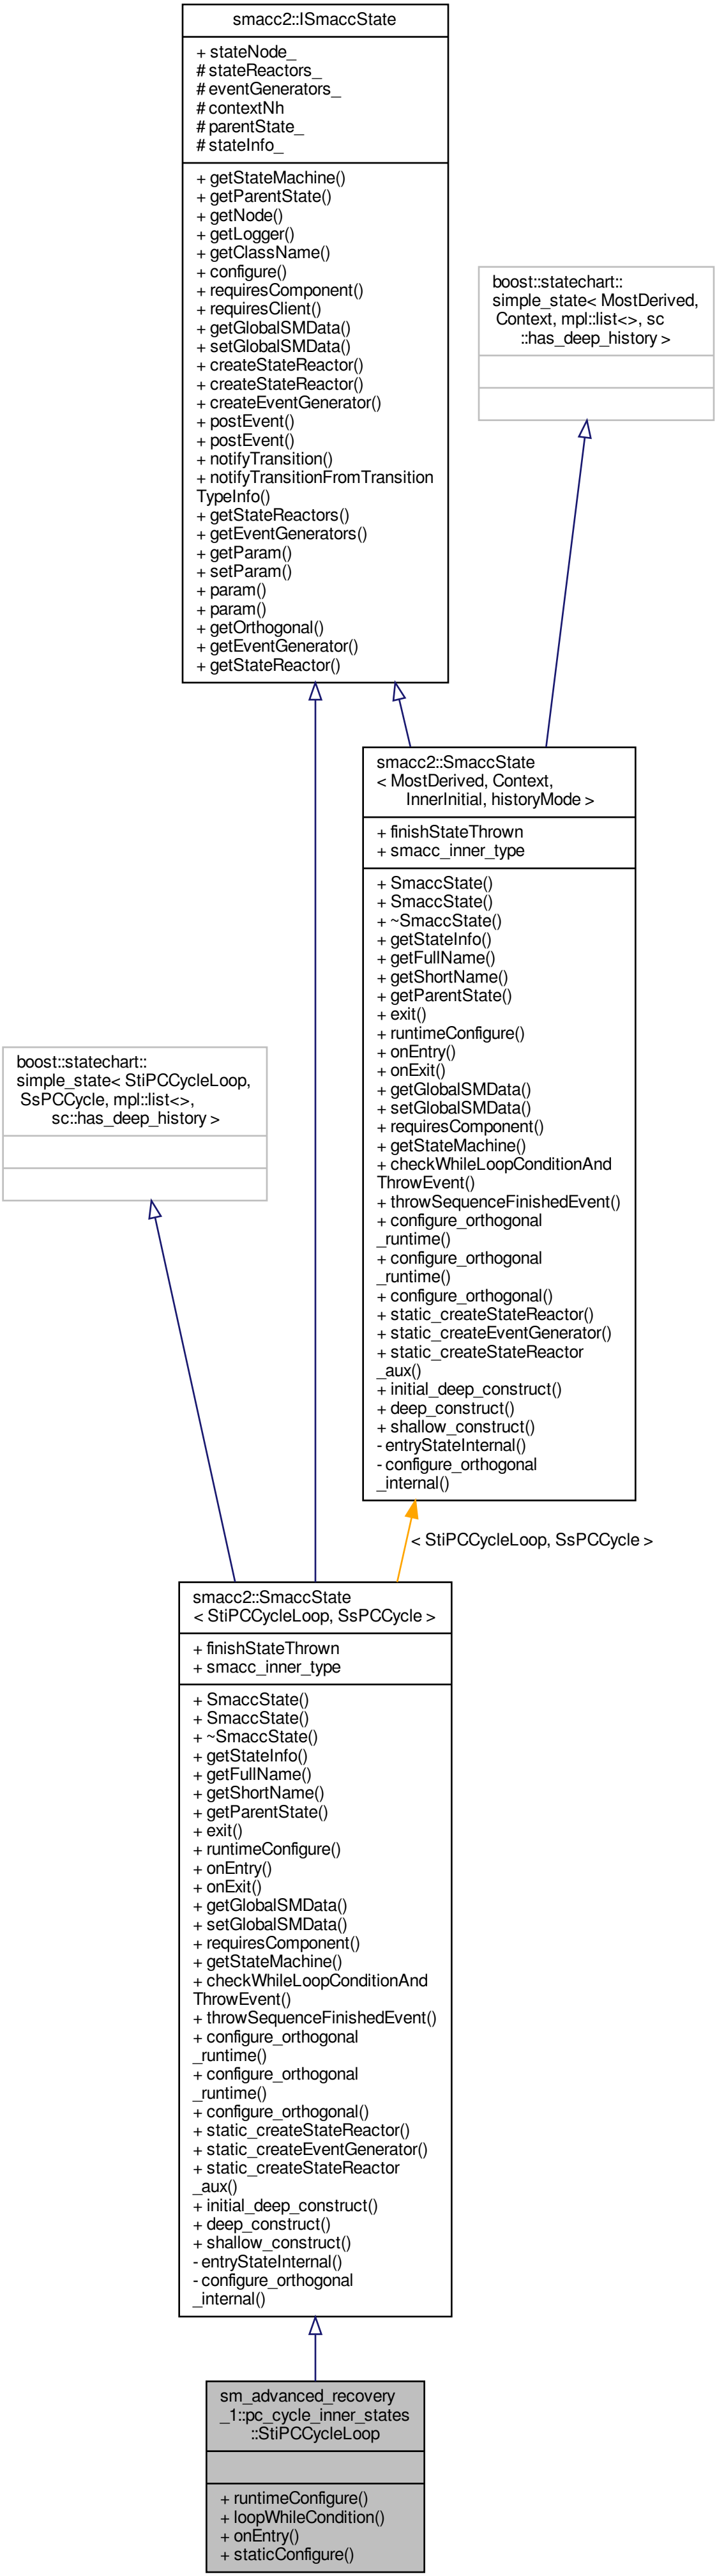 smacc2::ISmaccState
+ stateNode_
# stateReactors_
# eventGenerators_
# contextNh
# parentState_
# stateInfo_
+ getStateMachine()
+ getParentState()
+ getNode()
+ getLogger()
+ getClassName()
+ configure()
+ requiresComponent()
+ requiresClient()
+ getGlobalSMData()
+ setGlobalSMData()
+ createStateReactor()
+ createStateReactor()
+ createEventGenerator()
+ postEvent()
+ postEvent()
+ notifyTransition()
+ notifyTransitionFromTransition
TypeInfo()
+ getStateReactors()
+ getEventGenerators()
+ getParam()
+ setParam()
+ param()
+ param()
+ getOrthogonal()
+ getEventGenerator()
+ getStateReactor()
boost::statechart::
simple_state< MostDerived,
Context, mpl::list<>, sc
::has_deep_history >
smacc2::SmaccState
< MostDerived, Context,
InnerInitial, historyMode >
+ finishStateThrown
+ smacc_inner_type
+ SmaccState()
+ SmaccState()
+ ~SmaccState()
+ getStateInfo()
+ getFullName()
+ getShortName()
+ getParentState()
+ exit()
+ runtimeConfigure()
+ onEntry()
+ onExit()
+ getGlobalSMData()
+ setGlobalSMData()
+ requiresComponent()
+ getStateMachine()
+ checkWhileLoopConditionAnd
ThrowEvent()
+ throwSequenceFinishedEvent()
+ configure_orthogonal
_runtime()
+ configure_orthogonal
_runtime()
+ configure_orthogonal()
+ static_createStateReactor()
+ static_createEventGenerator()
+ static_createStateReactor
_aux()
+ initial_deep_construct()
+ deep_construct()
+ shallow_construct()
- entryStateInternal()
- configure_orthogonal
_internal()
boost::statechart::
simple_state< StiPCCycleLoop,
SsPCCycle, mpl::list<>,
sc::has_deep_history >
< StiPCCycleLoop, SsPCCycle >
smacc2::SmaccState
< StiPCCycleLoop, SsPCCycle >
+ finishStateThrown
+ smacc_inner_type
+ SmaccState()
+ SmaccState()
+ ~SmaccState()
+ getStateInfo()
+ getFullName()
+ getShortName()
+ getParentState()
+ exit()
+ runtimeConfigure()
+ onEntry()
+ onExit()
+ getGlobalSMData()
+ setGlobalSMData()
+ requiresComponent()
+ getStateMachine()
+ checkWhileLoopConditionAnd
ThrowEvent()
+ throwSequenceFinishedEvent()
+ configure_orthogonal
_runtime()
+ configure_orthogonal
_runtime()
+ configure_orthogonal()
+ static_createStateReactor()
+ static_createEventGenerator()
+ static_createStateReactor
_aux()
+ initial_deep_construct()
+ deep_construct()
+ shallow_construct()
- entryStateInternal()
- configure_orthogonal
_internal()
sm_advanced_recovery
_1::pc_cycle_inner_states
::StiPCCycleLoop
+ runtimeConfigure()
+ loopWhileCondition()
+ onEntry()
+ staticConfigure()